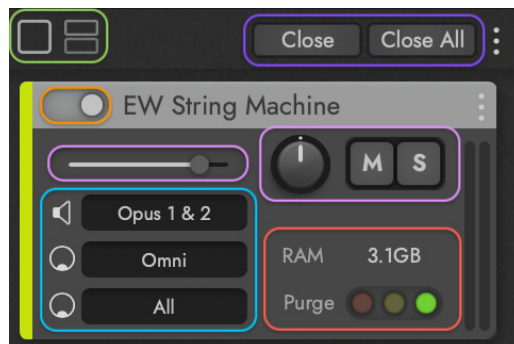 Close Close All
EW String Machine
M S
Opus 1 & 2
Omni RAM 3.1GB
All Purge